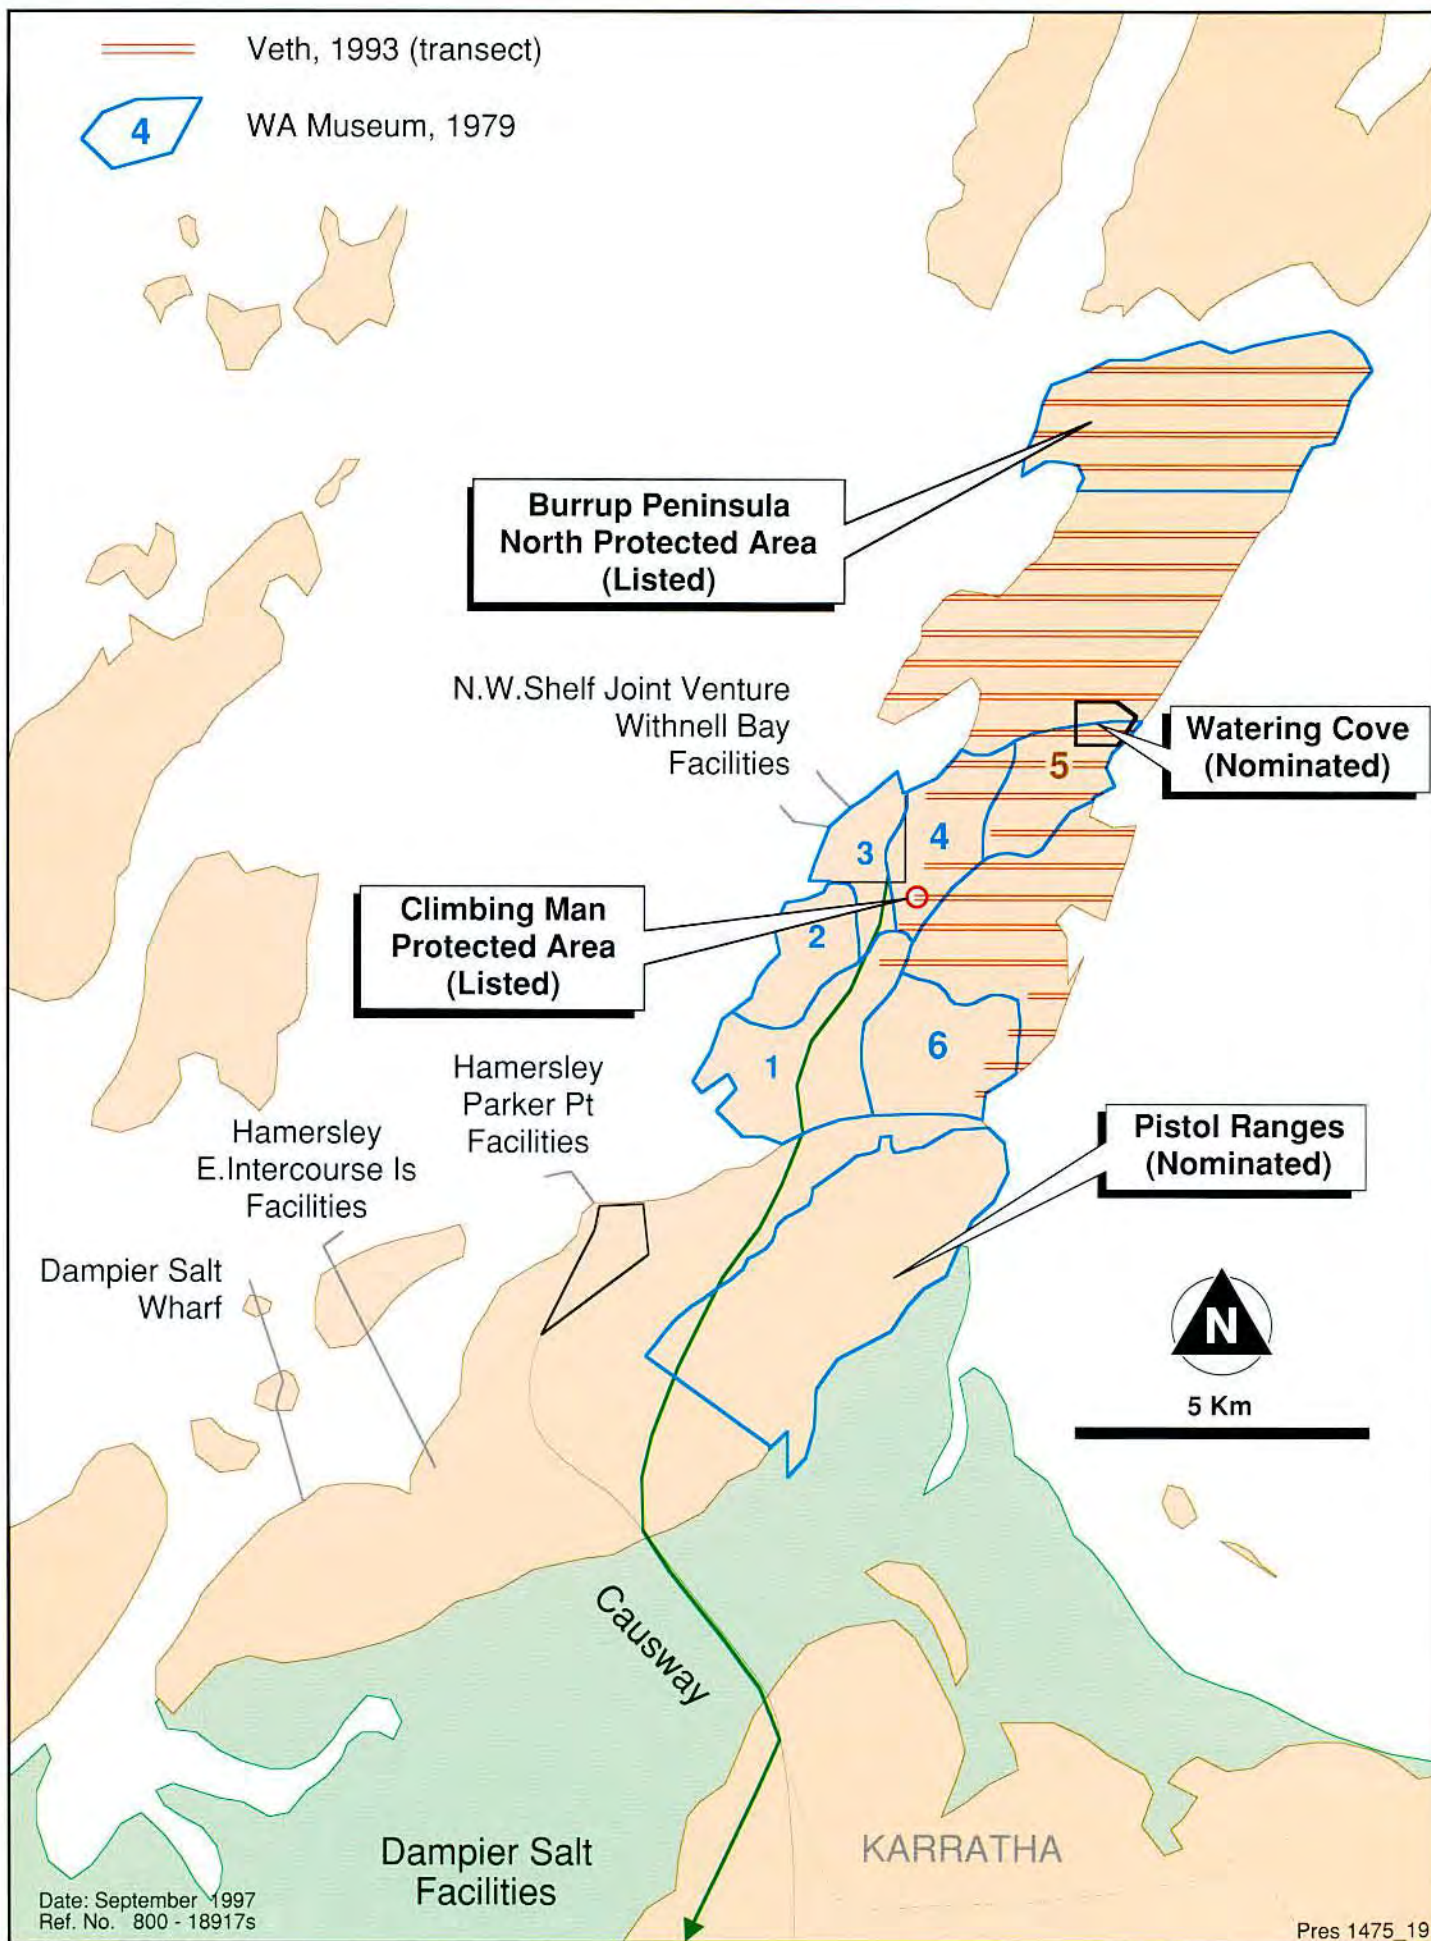 Veth, 1993 (transect)
4
WA Museum, 1979
Burrup Peninsula
North Protected Area
(Listed)
N.W.Shelf Joint Venture
Withnell Bay
Facilities
Watering Cove
(Nominated)
5
4
3
Climbing Man
Protected Area
(Listed)
2
6
1
Hamersley
Parker Pt
Facilities
Hamersley
E.Intercourse Is
Facilities
Pistol Ranges
(Nominated)
Dampier Salt
Wharf
N
5 Km
Causway
Dampier Salt
Facilities
KARRATHA
Date: September 1997
Ref. No. 800 - 18917s
Pres 1475_19